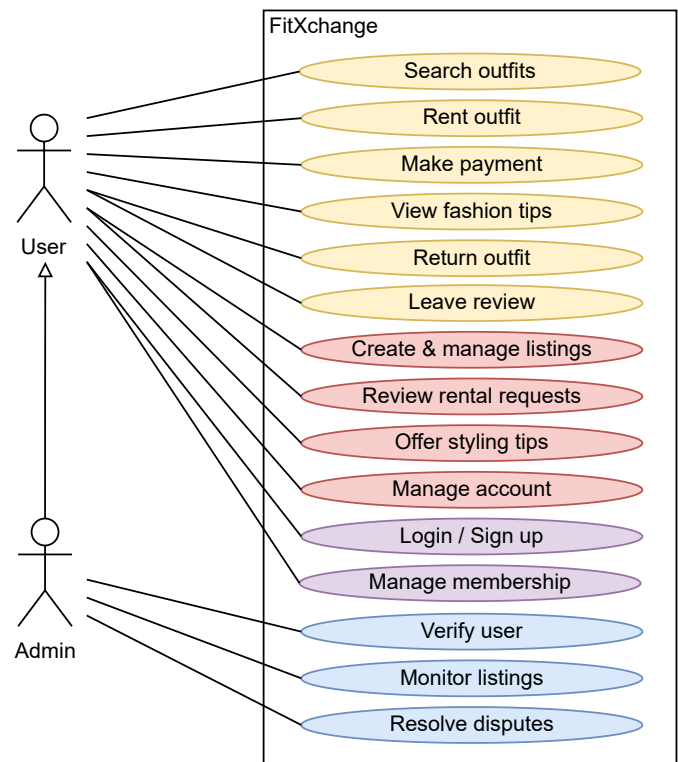 FitXchange
Search outfits
Rent outfit
Make payment
View fashion tips
User
Return outfit
Leave review
Create & manage listings
Review rental requests
Offer styling tips
Manage account
Login / Sign up
Manage membership
Verify user
Admin
Monitor listings
Resolve disputes